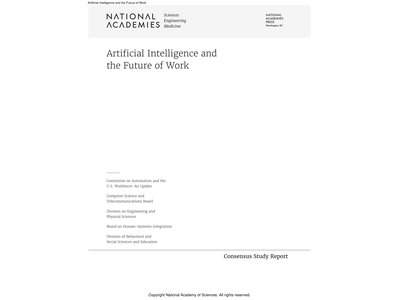 Artificial Intelligence and the Future of Work
NATIONAL ACADEMIES
Sciences
Engineering
Medicine
NATIONAL
ACADEMIES
PRESS
Washington, DC
Artificial Intelligence and
the Future of Work
Committee on Automation and the
U.S. Workforce: An Update
Computer Science and
Telecommunications Board
Division on Engineering and
Physical Sciences
Board on Human-Systems Integration
Division of Behavioral and
Social Sciences and Education
Consensus Study Report
Copyright National Academy of Sciences. All rights reserved.